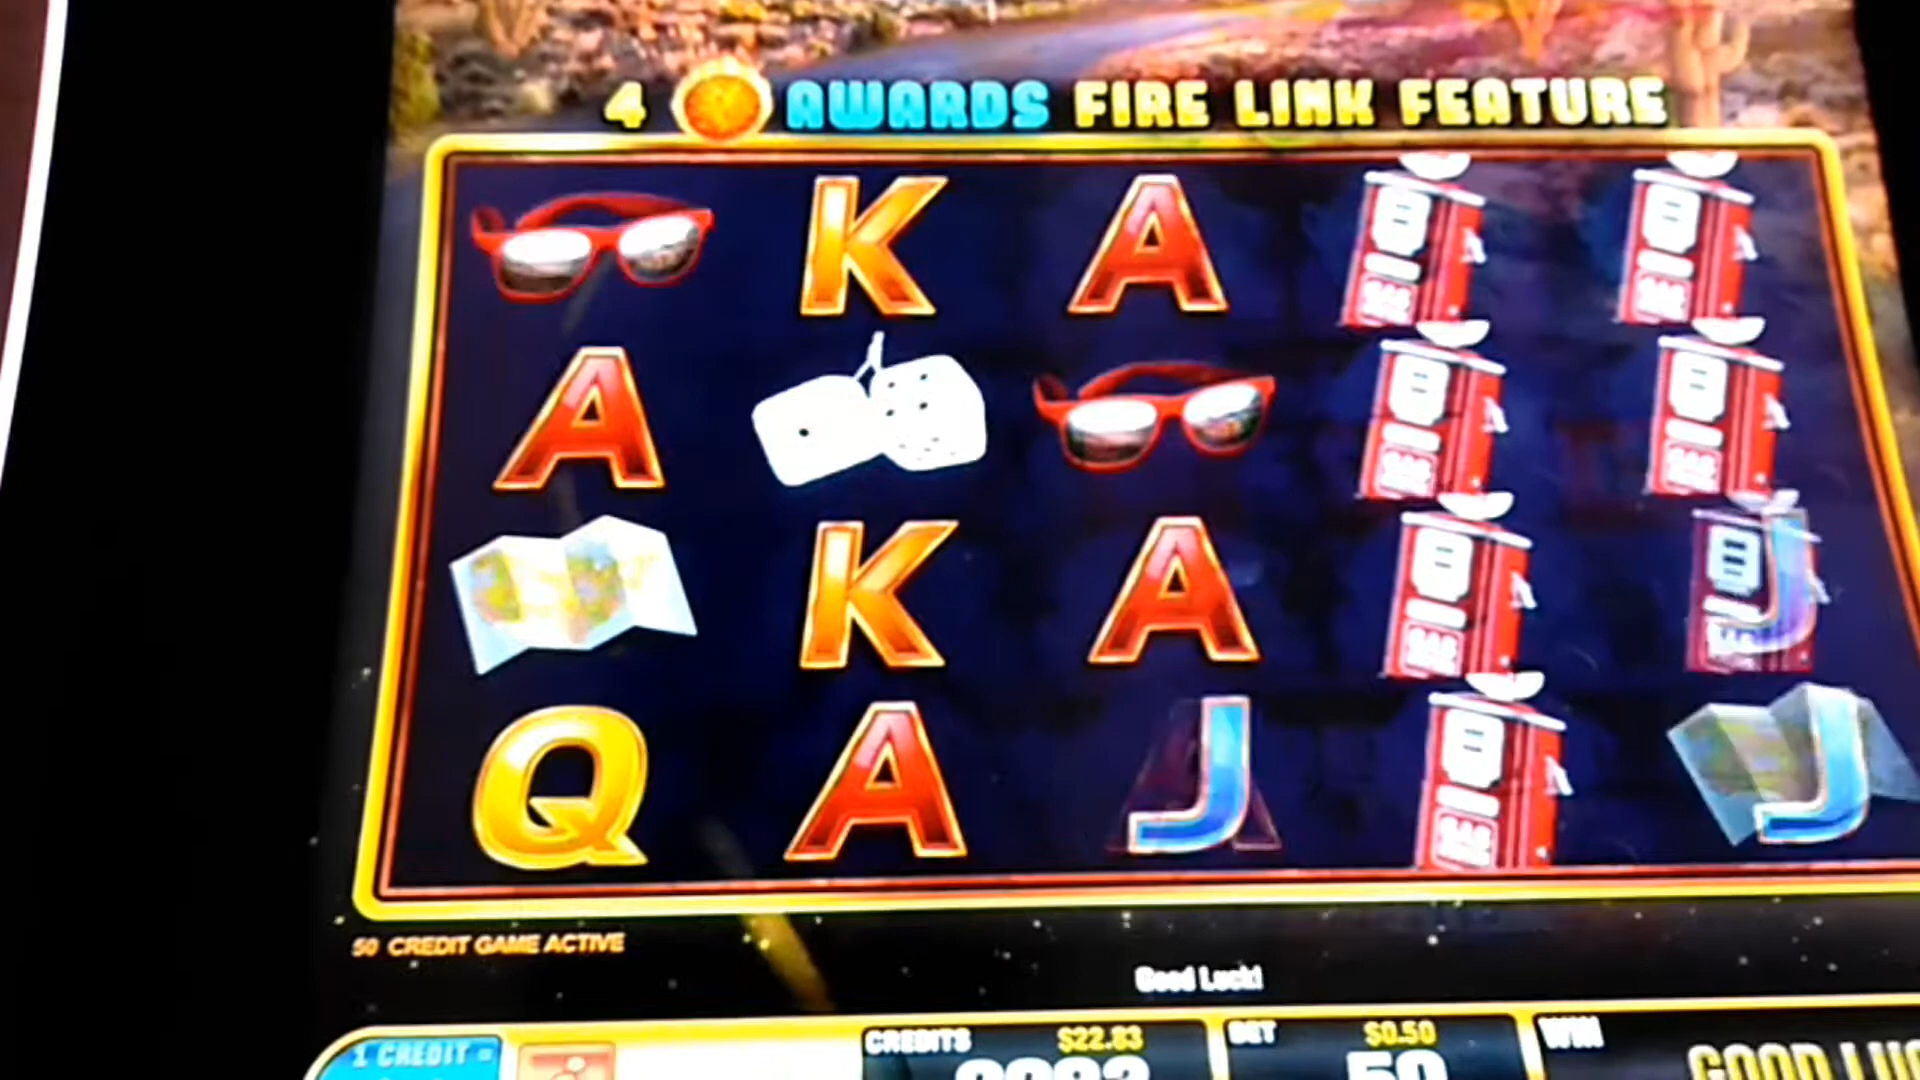 4 AWARDS FIRE LINK FEATURE
K A
A
K A J
Q A J J
50 CREDIT GAME ACTIVE
Good Luck!
1 CREDIT =
CREDITS $22.83
BET $0.50
50
WIN
GOOD